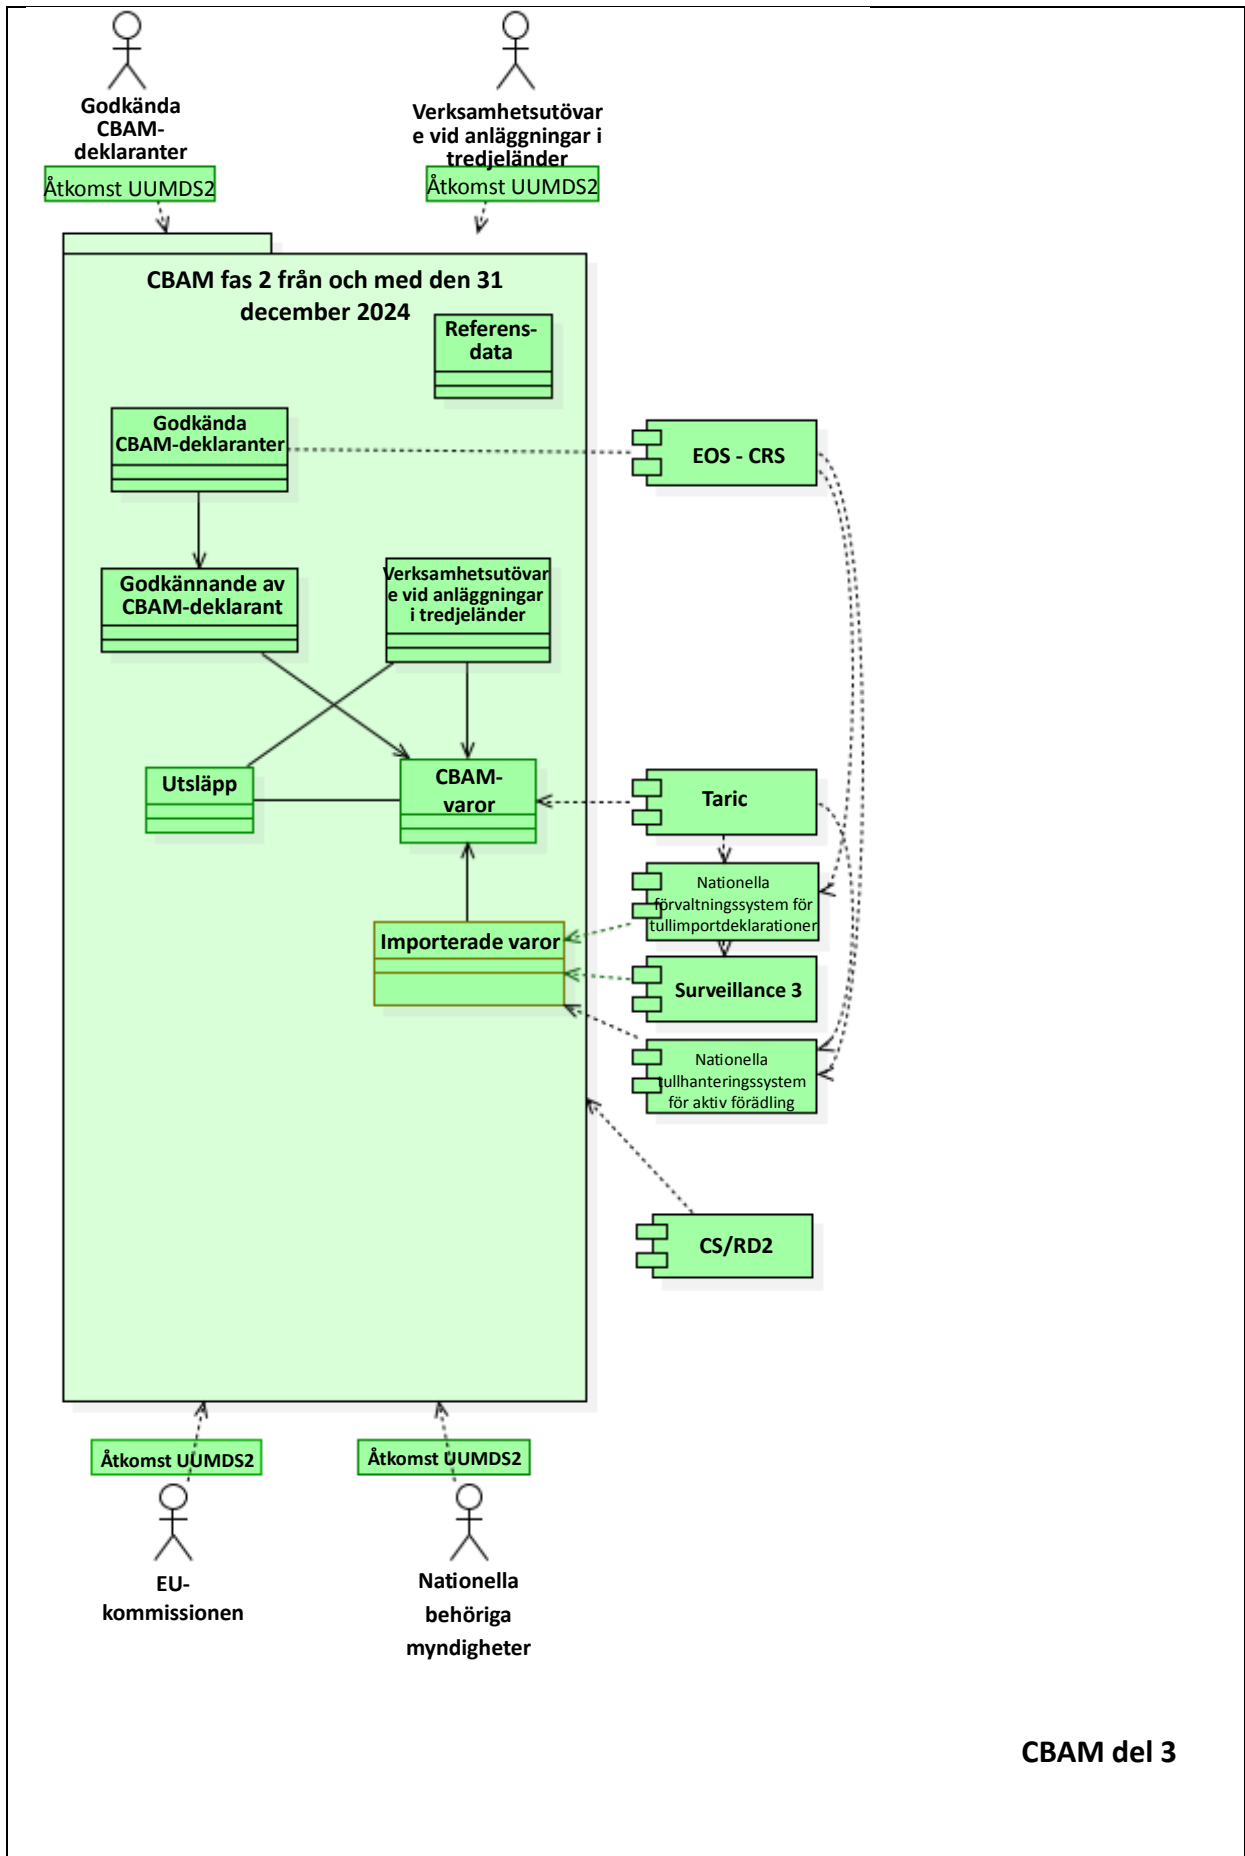 Godkända
CBAM-
deklaranter
Verksamhetsutövar
e vid anläggningar i
tredjeländer
Åtkomst UUMDS2
Åtkomst UUMDS2
CBAM fas 2 från och med den 31
december 2024
Referens-
data
Godkända
CBAM-deklaranter
EOS - CRS
Godkännande av
CBAM-deklarant
Verksamhetsutövar
e vid anläggningar
i tredjeländer
Utsläpp
CBAM-
varor
Taric
Nationella
förvaltningssystem för
tullimportdeklarationer
Importerade varor
Surveillance 3
Nationella
tullhanteringssystem
för aktiv förädling
CS/RD2
Åtkomst UUMDS2
Åtkomst UUMDS2
EU-
kommissionen
Nationella
behöriga
myndigheter
CBAM del 3